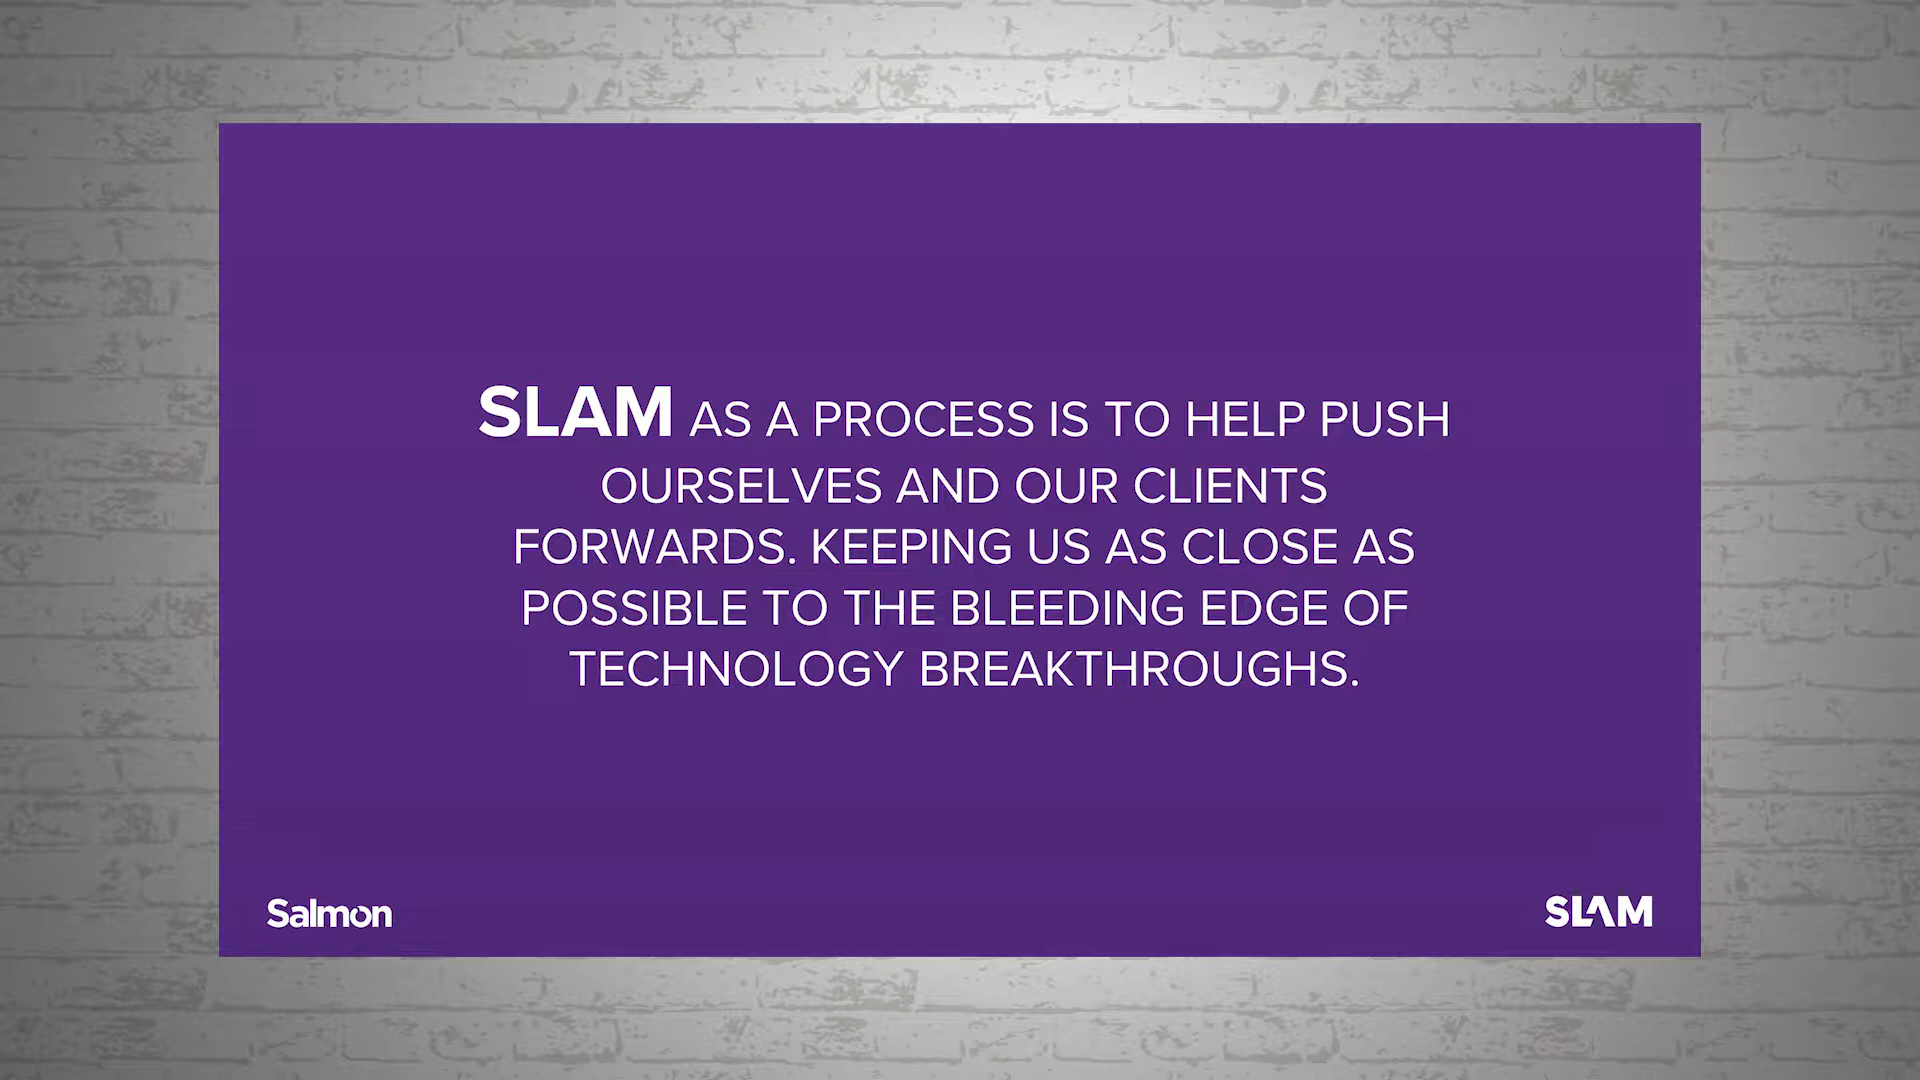 SLAM AS A PROCESS IS TO HELP PUSH
OURSELVES AND OUR CLIENTS
FORWARDS. KEEPING US AS CLOSE AS
POSSIBLE TO THE BLEEDING EDGE OF
TECHNOLOGY BREAKTHROUGHS.
Salmon
SLAM